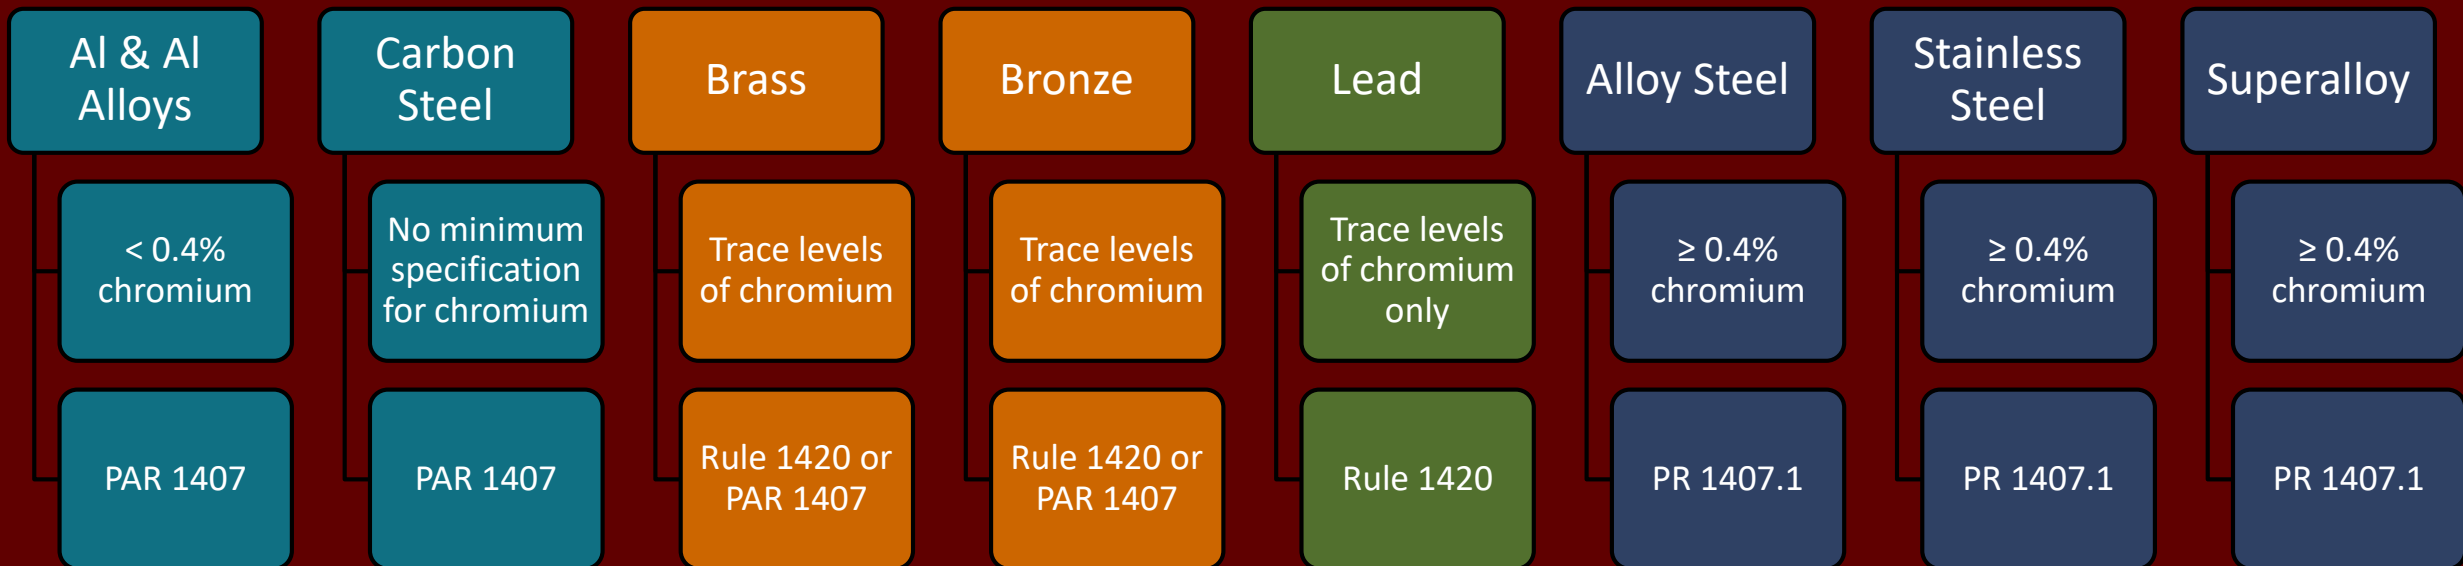 Al & Al
Alloys
< 0.4%
chromium
PAR 1407
Carbon
Steel
No minimum
specification
for chromium
PAR 1407
Brass
Trace levels
of chromium
Rule 1420 or
PAR 1407
Bronze
Trace levels
of chromium
Rule 1420 or
PAR 1407
Lead
Trace levels
of chromium
only
Rule 1420
Alloy Steel
≥ 0.4%
chromium
PR 1407.1
Stainless
Steel
≥ 0.4%
chromium
PR 1407.1
Superalloy
≥ 0.4%
chromium
PR 1407.1